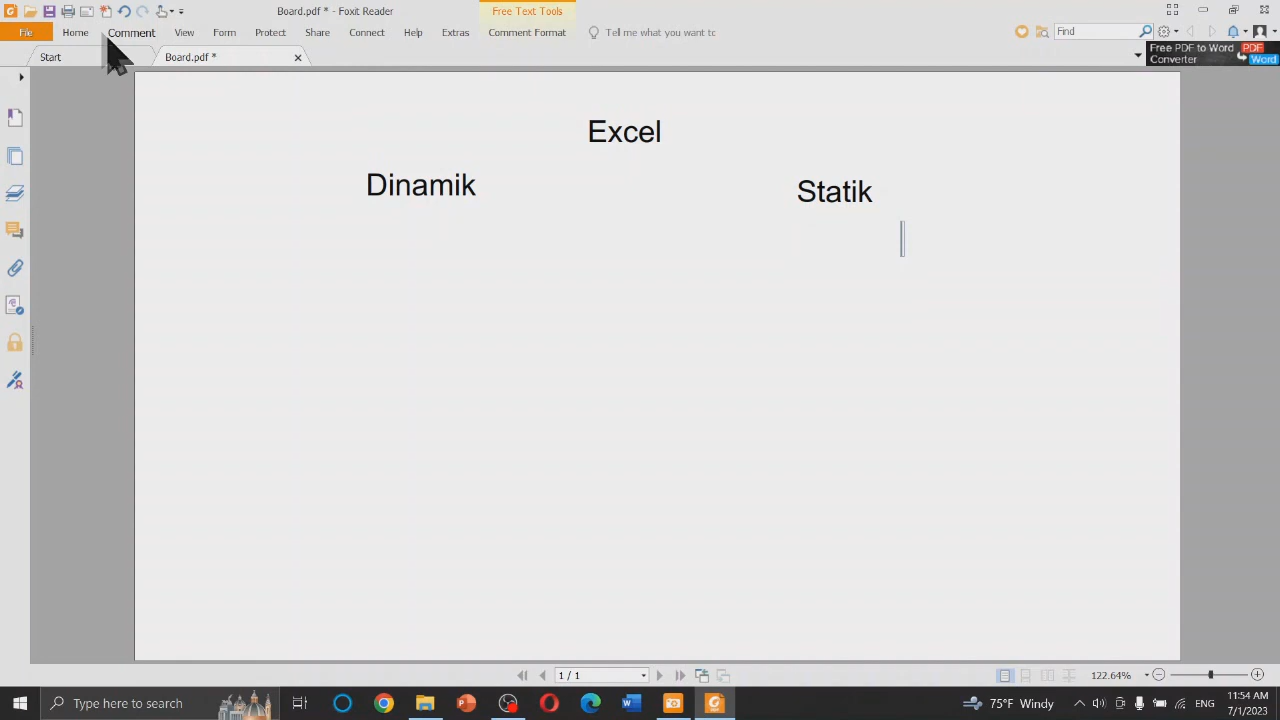 Board.pdf * - Foxit Reader
Free Text Tools
File Home Comment View Form Protect Share Connect Help Extras Comment Format Tell me what you want to Find
Start Board.pdf *
Free PDF to Word Converter PDF Word
Excel
Dinamik Statik
1 / 1
122.64%
Type here to search
75°F Windy
ENG
11:54 AM
7/1/2023